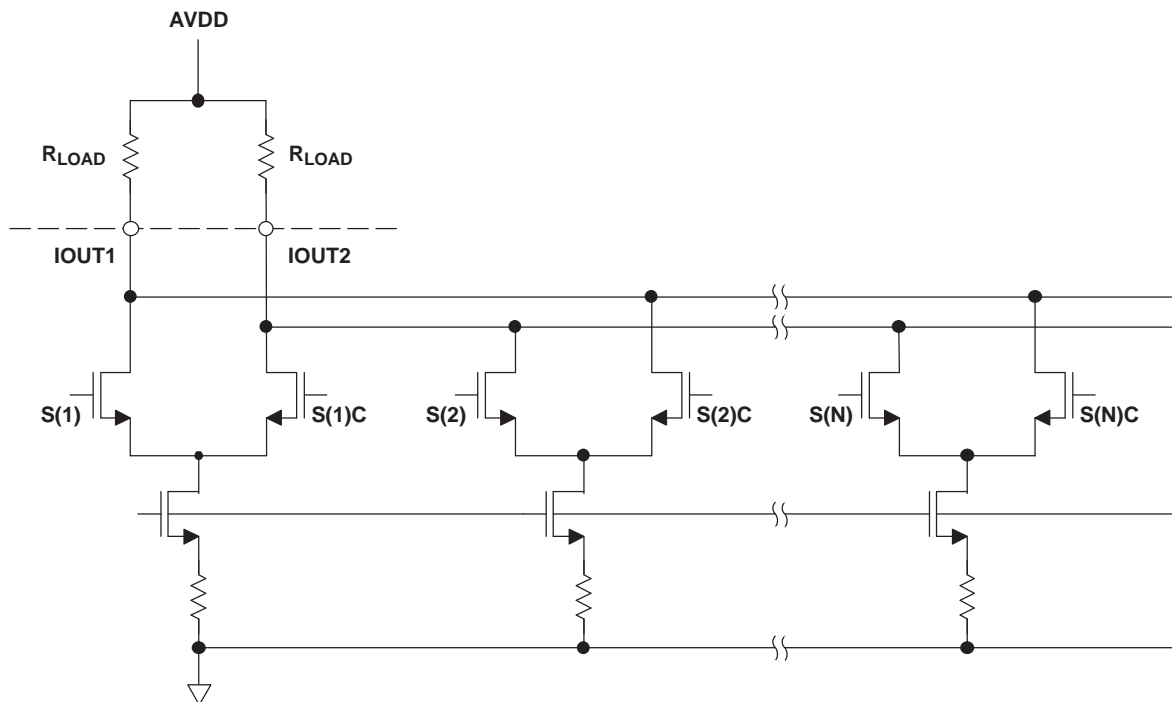 AVDD
RLOAD RLOAD
IOUT1 IOUT2
S(1) S(1)C S(2) S(2)C S(N) S(N)C